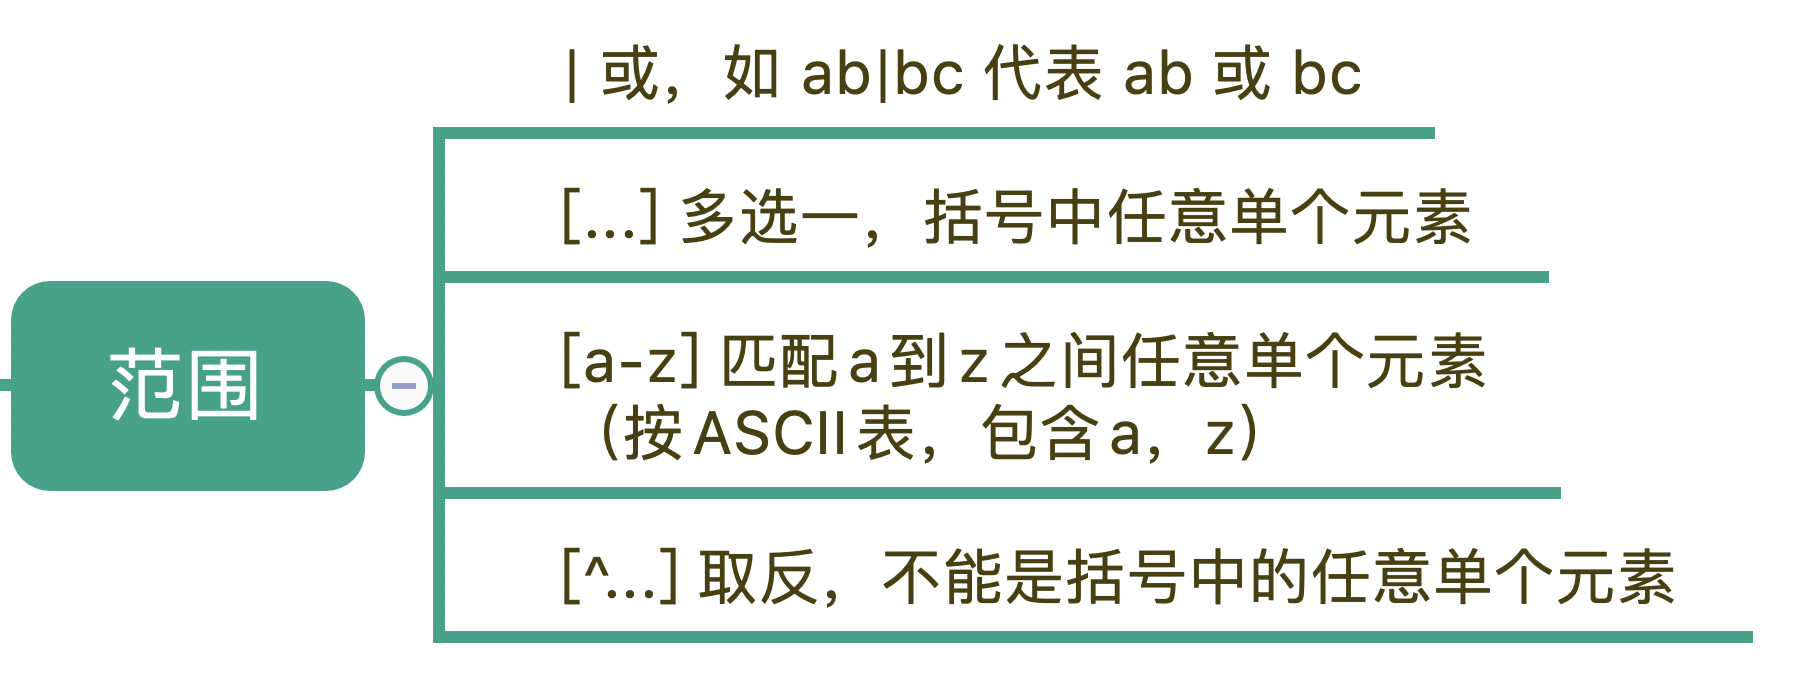 | 或，如 ab|bc 代表 ab 或 bc
[...] 多选一，括号中任意单个元素
范围
[a-z] 匹配 a 到 z 之间任意单个元素
（按 ASCII 表，包含 a，z）
[^...] 取反，不能是括号中的任意单个元素